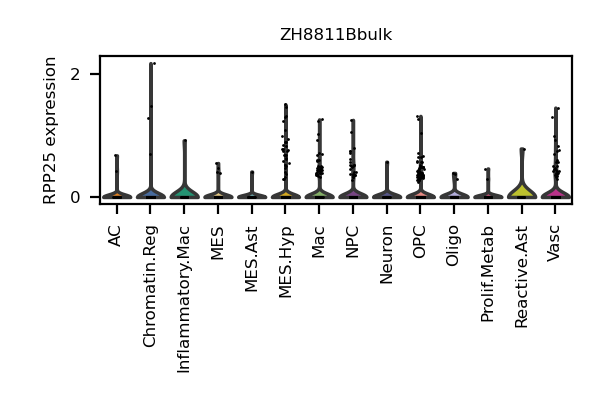 ZH8811Bbulk
RPP25 expression
2
0
AC
Chromatin.Reg
Inflammatory.Mac
MES
MES.Ast
MES.Hyp
Mac
NPC
Neuron
OPC
Oligo
Prolif.Metab
Reactive.Ast
Vasc